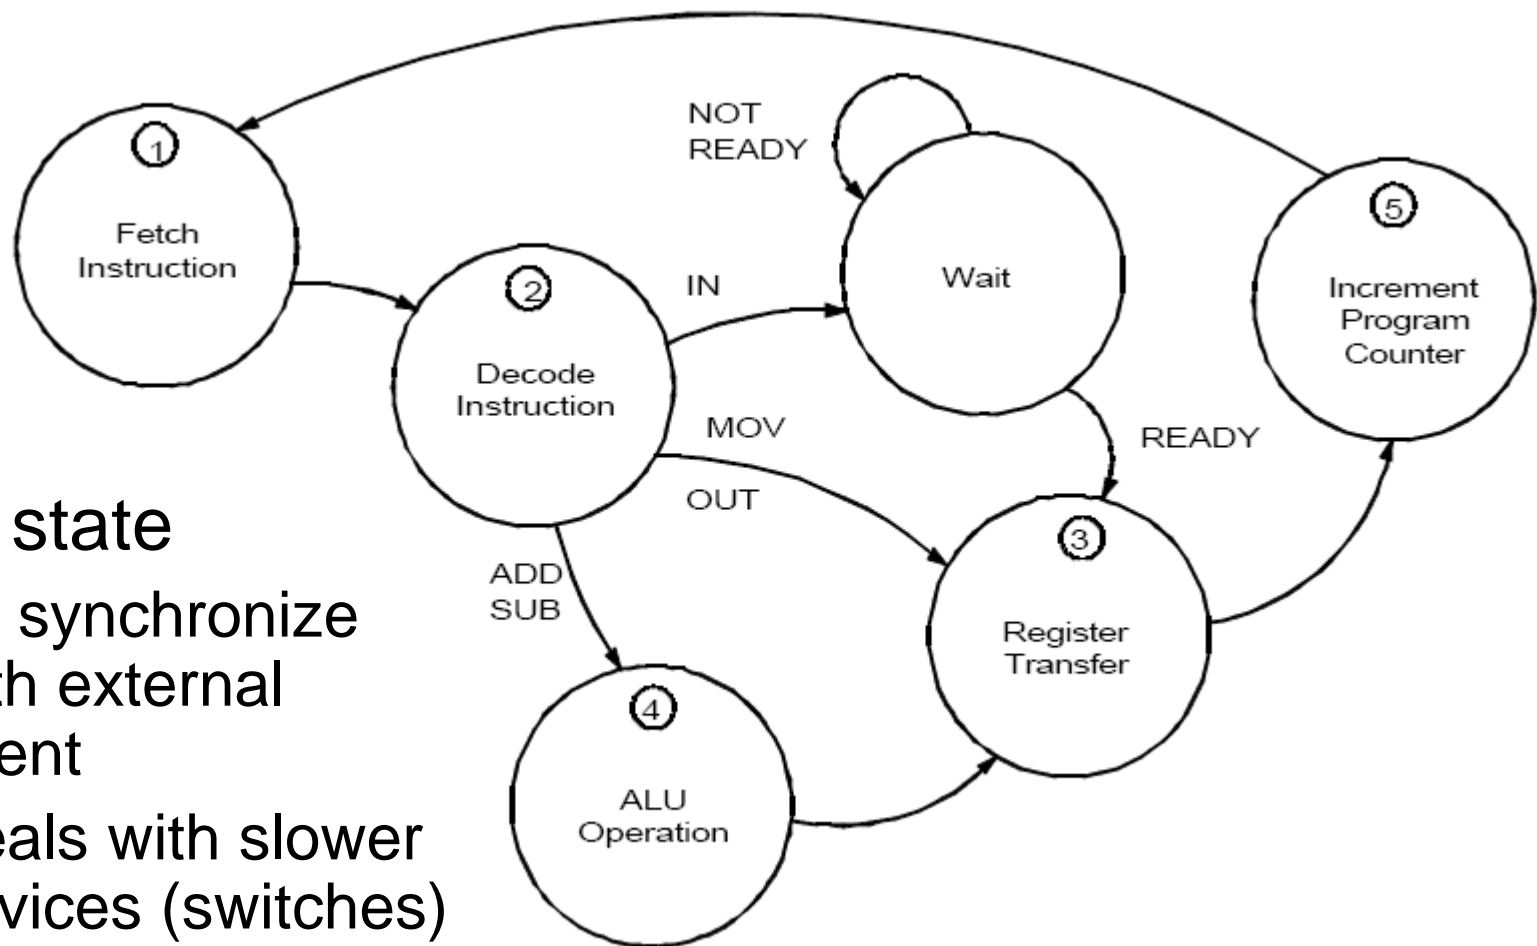 1
Fetch
Instruction
2
Decode
Instruction
NOT
READY
Wait
5
Increment
Program
Counter
IN
MOV
OUT
READY
ADD
SUB
3
Register
Transfer
4
ALU
Operation
state
synchronize
th external
ent
eals with slower
vices (switches)